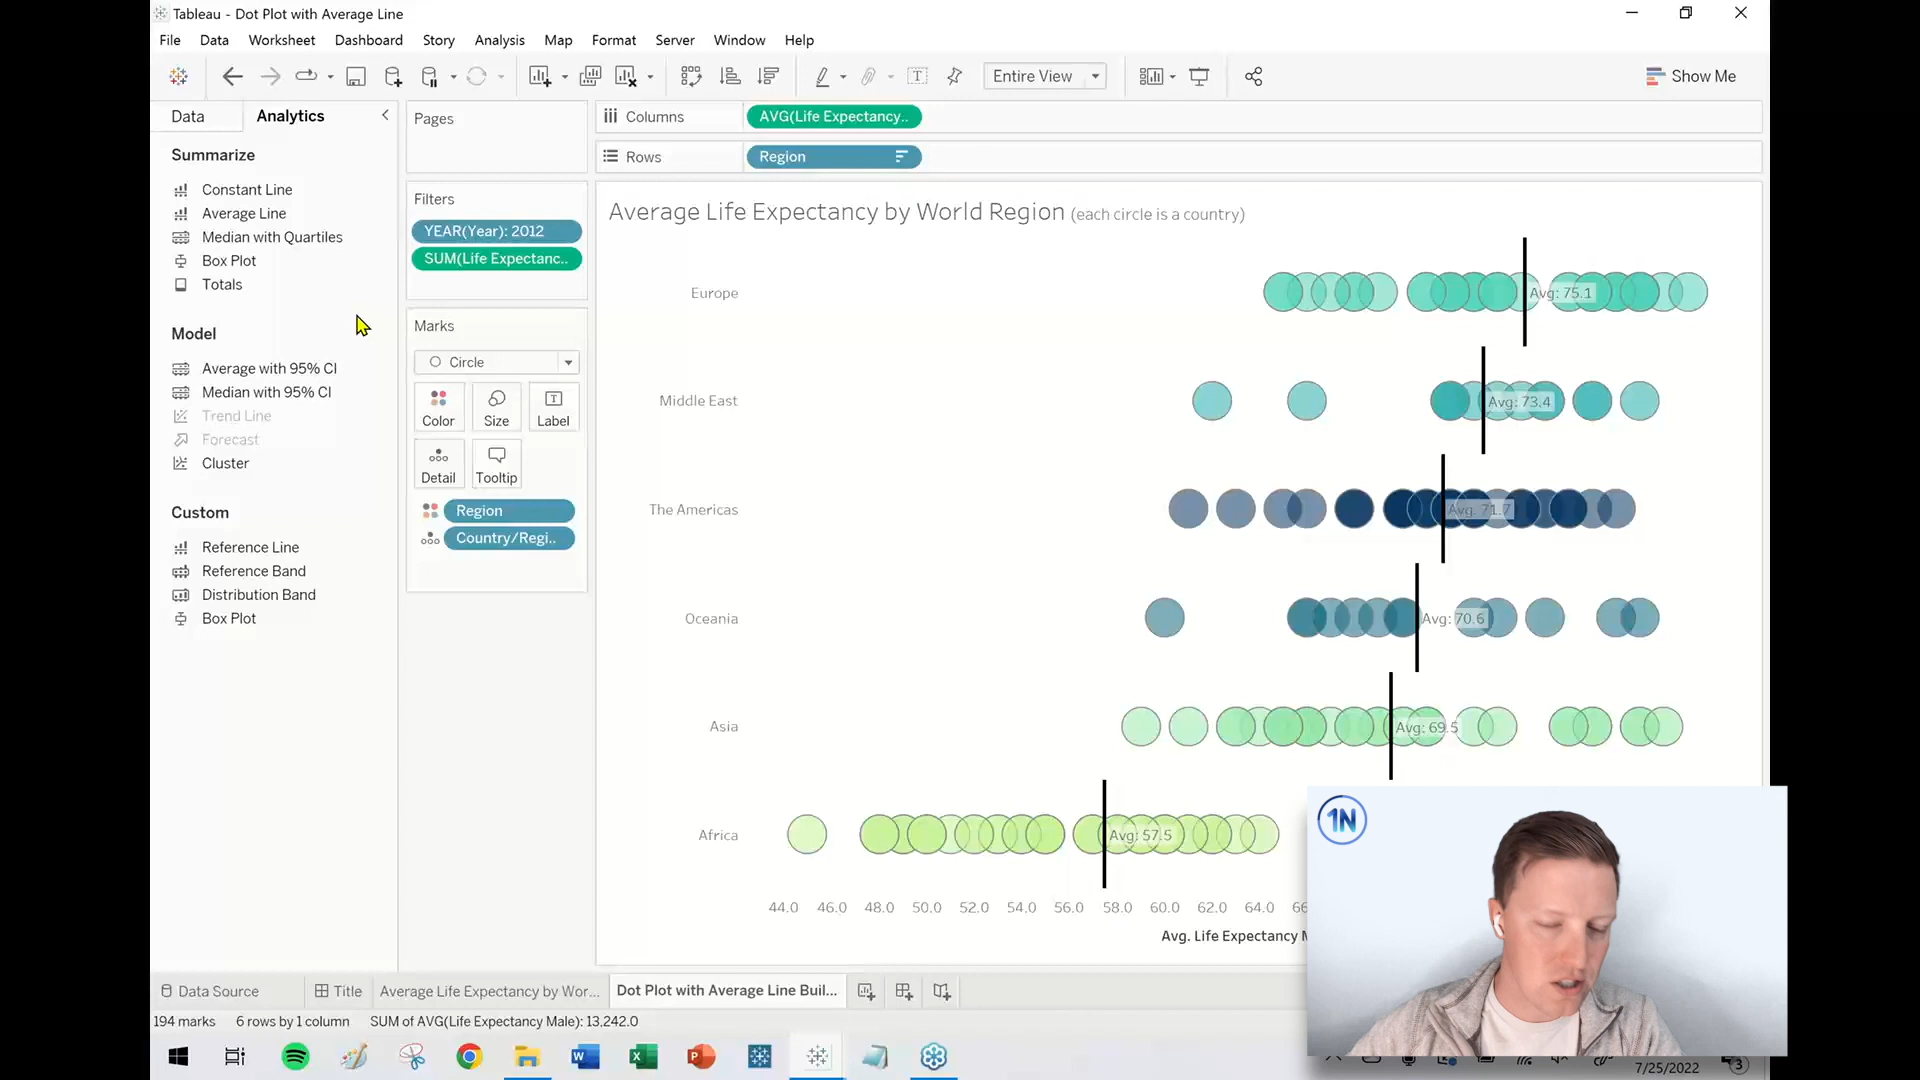 Tableau - Dot Plot with Average Line
File Data Worksheet Dashboard Story Analysis Map Format Server Window Help
Entire View
Show Me
Data Analytics
Summarize
Constant Line
Average Line
Median with Quartiles
Box Plot
Totals
Model
Average with 95% CI
Median with 95% CI
Trend Line
Forecast
Cluster
Custom
Reference Line
Reference Band
Distribution Band
Box Plot
Pages
Filters
YEAR(Year): 2012
SUM(Life Expectanc..
Marks
Circle
Color Size Label
Detail Tooltip
Region
Country/Regi..
Columns AVG(Life Expectancy..
Rows Region
Average Life Expectancy by World Region (each circle is a country)
Europe Avg: 75.1
Middle East Avg: 73.4
The Americas Avg: 71.7
Oceania Avg: 70.6
Asia Avg: 69.5
Africa Avg: 57.5
44.0 46.0 48.0 50.0 52.0 54.0 56.0 58.0 60.0 62.0 64.0
Avg. Life Expectancy
1N
Data Source Title Average Life Expectancy by Wor... Dot Plot with Average Line Buil...
194 marks 6 rows by 1 column SUM of AVG(Life Expectancy Male): 13,242.0
7/25/2022
3